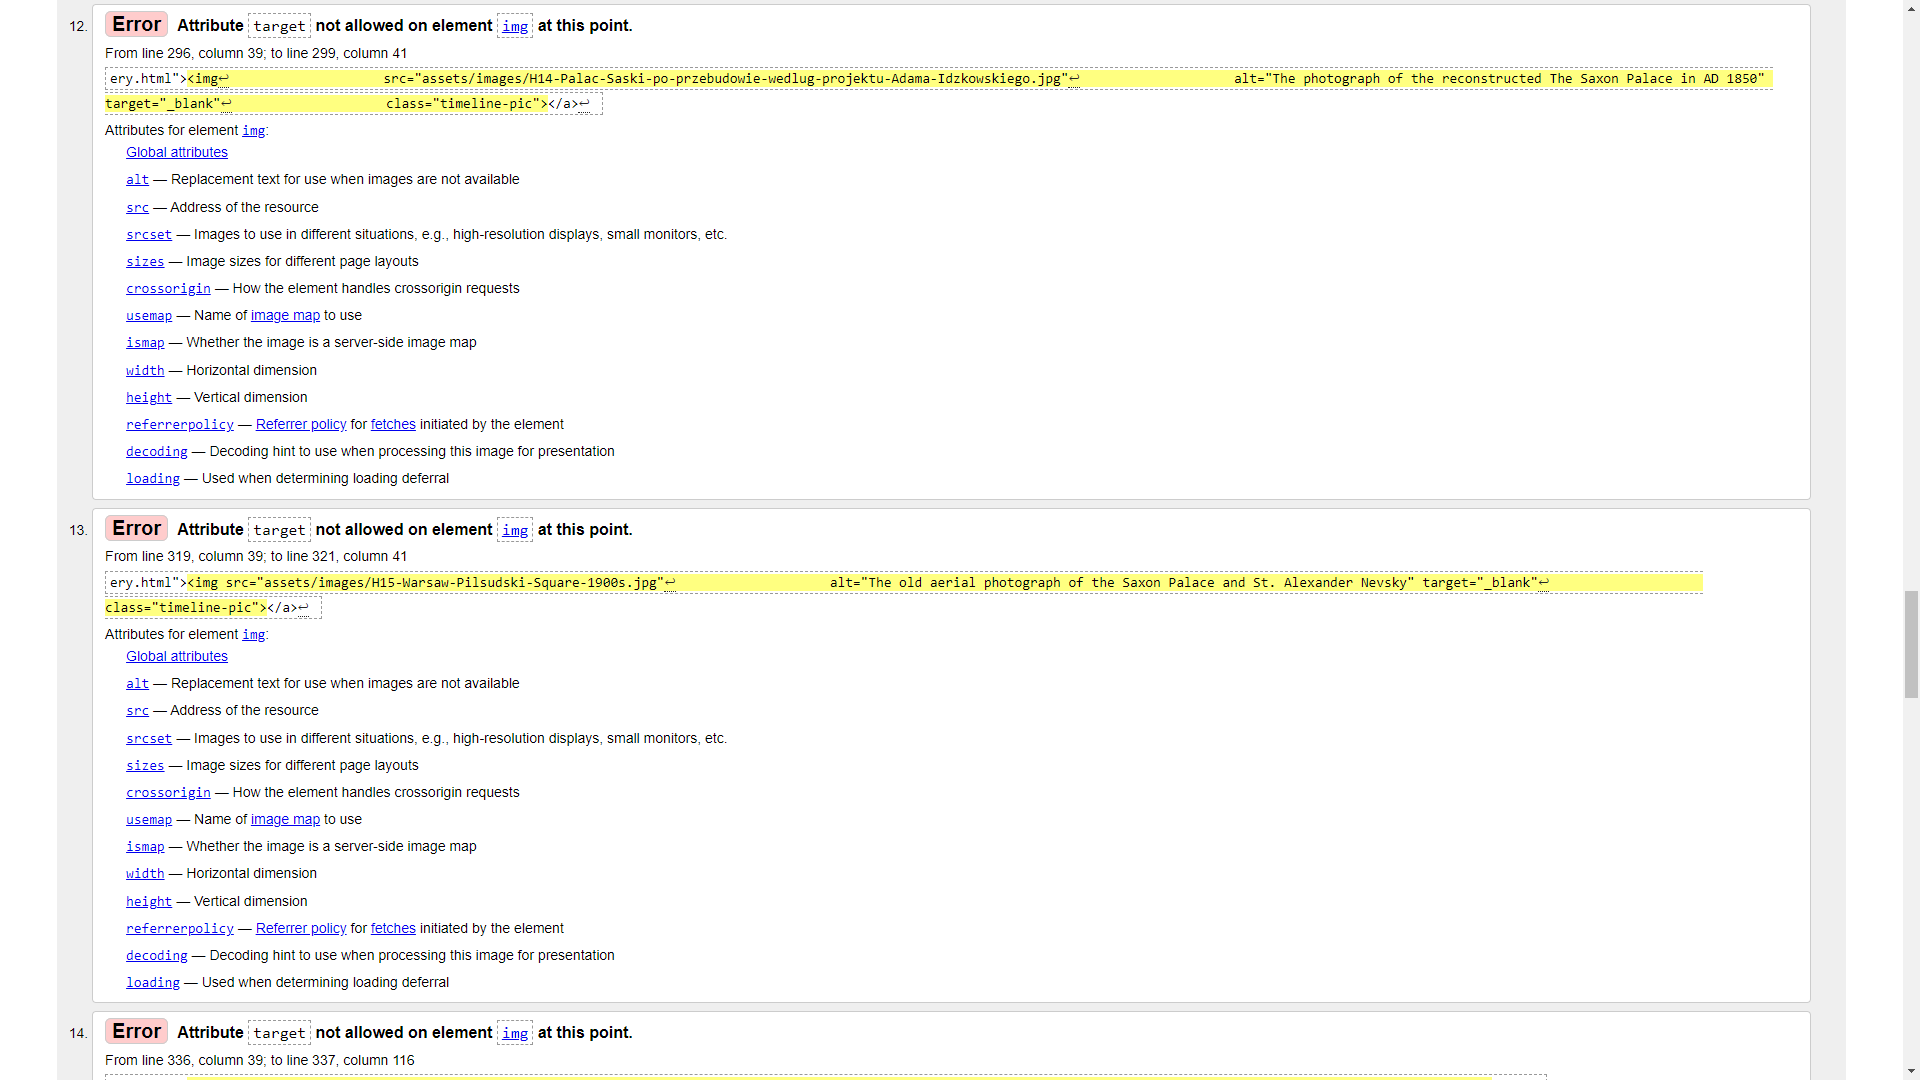 12. Error Attribute target not allowed on element img at this point.
From line 296, column 39; to line 299, column 41
ery.html"><img↩ src="assets/images/H14-Palac-Saski-po-przebudowie-wedlug-projektu-Adama-Idzkowskiego.jpg"↩ alt="The photograph of the reconstructed The Saxon Palace in AD 1850"
target="_blank"↩ class="timeline-pic"></a>↩
Attributes for element img:
Global attributes
alt — Replacement text for use when images are not available
src — Address of the resource
srcset — Images to use in different situations, e.g., high-resolution displays, small monitors, etc.
sizes — Image sizes for different page layouts
crossorigin — How the element handles crossorigin requests
usemap — Name of image map to use
ismap — Whether the image is a server-side image map
width — Horizontal dimension
height — Vertical dimension
referrerpolicy — Referrer policy for fetches initiated by the element
decoding — Decoding hint to use when processing this image for presentation
loading — Used when determining loading deferral
13. Error Attribute target not allowed on element img at this point.
From line 319, column 39; to line 321, column 41
ery.html"><img src="assets/images/H15-Warsaw-Pilsudski-Square-1900s.jpg"↩ alt="The old aerial photograph of the Saxon Palace and St. Alexander Nevsky" target="_blank"↩
class="timeline-pic"></a>↩
Attributes for element img:
Global attributes
alt — Replacement text for use when images are not available
src — Address of the resource
srcset — Images to use in different situations, e.g., high-resolution displays, small monitors, etc.
sizes — Image sizes for different page layouts
crossorigin — How the element handles crossorigin requests
usemap — Name of image map to use
ismap — Whether the image is a server-side image map
width — Horizontal dimension
height — Vertical dimension
referrerpolicy — Referrer policy for fetches initiated by the element
decoding — Decoding hint to use when processing this image for presentation
loading — Used when determining loading deferral
14. Error Attribute target not allowed on element img at this point.
From line 336, column 39; to line 337, column 116